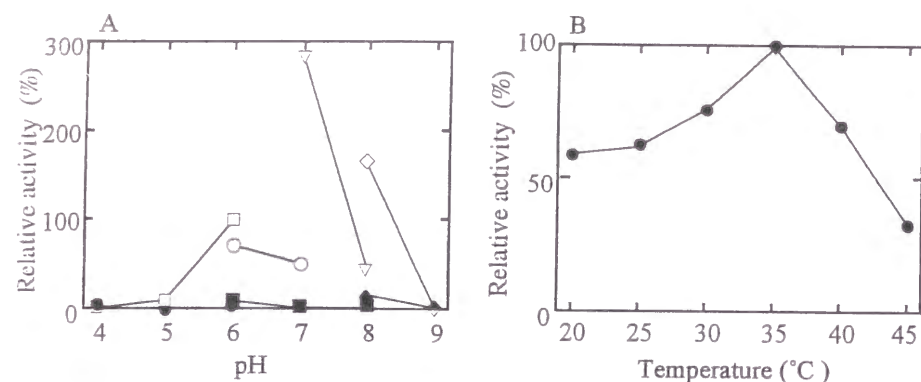 A
Relative activity (%)
300
200
100
0
4 5 6 7 8 9
pH
B
Relative activity (%)
100
50
0
20 25 30 35 40 45
Temperature (°C)